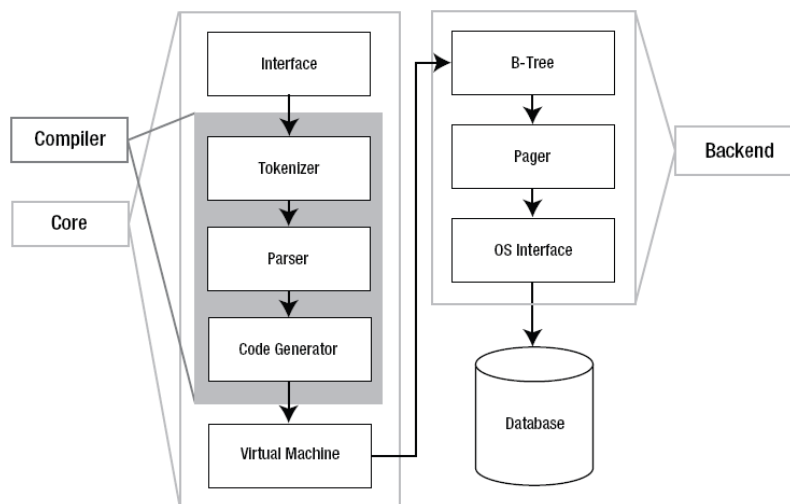 Compiler
Core
Interface
Tokenizer
Parser
Code Generator
Virtual Machine
B-Tree
Pager
OS Interface
Database
Backend